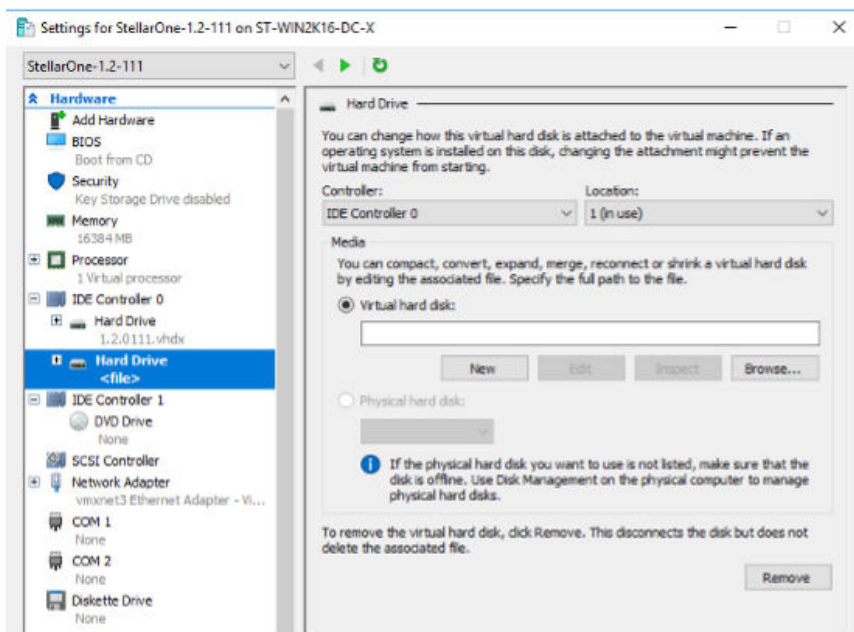 Settings for StellarOne-1.2-111 on ST-WIN2K16-DC-X
StellarOne-1.2-111
Hardware
Add Hardware
BIOS
Boot from CD
Security
Key Storage Drive disabled
Memory
16384 MB
Processor
1 Virtual processor
IDE Controller 0
Hard Drive
1.2.0111.vhdx
Hard Drive
<file>
IDE Controller 1
DVD Drive
None
SCSI Controller
Network Adapter
vmxnet3 Ethernet Adapter - Vi...
COM 1
None
COM 2
None
Diskette Drive
None
Hard Drive
You can change how this virtual hard disk is attached to the virtual machine. If an
operating system is installed on this disk, changing the attachment might prevent the
virtual machine from starting.
Controller:
Location:
IDE Controller 0
1 (in use)
Media
You can compact, convert, expand, merge, reconnect or shrink a virtual hard disk
by editing the associated file. Specify the full path to the file.
Virtual hard disk:
New
Edit
Inspect
Browse...
Physical hard disk:
If the physical hard disk you want to use is not listed, make sure that the
disk is offline. Use Disk Management on the physical computer to manage
physical hard disks.
To remove the virtual hard disk, click Remove. This disconnects the disk but does not
delete the associated file.
Remove